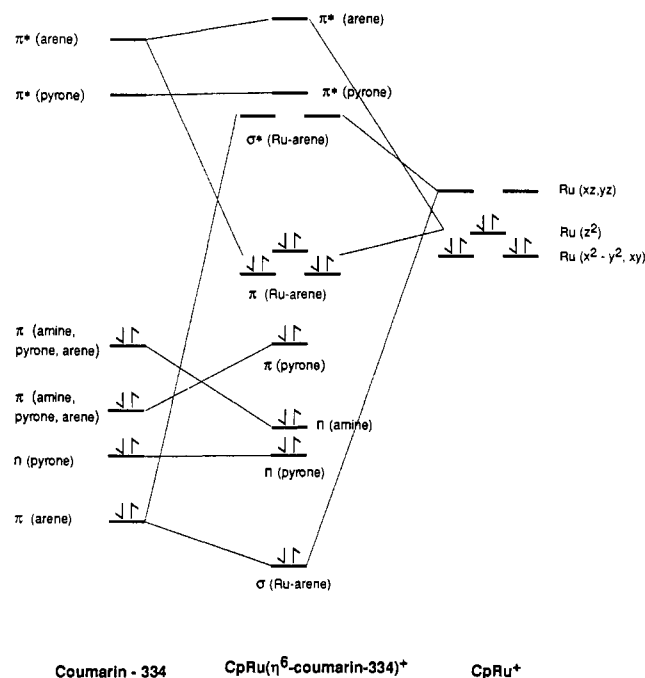 π* (arene)
π* (arene)
π* (pyrone)
π* (pyrone)
σ* (Ru-arene)
Ru (xz,yz)
Ru (z²)
Ru (x² - y², xy)
π (Ru-arene)
π (amine,
pyrone, arene)
π (pyrone)
π (amine,
pyrone, arene)
n (amine)
n (pyrone)
n (pyrone)
π (arene)
σ (Ru-arene)
Coumarin - 334
CpRu(η⁶-coumarin-334)⁺
CpRu⁺